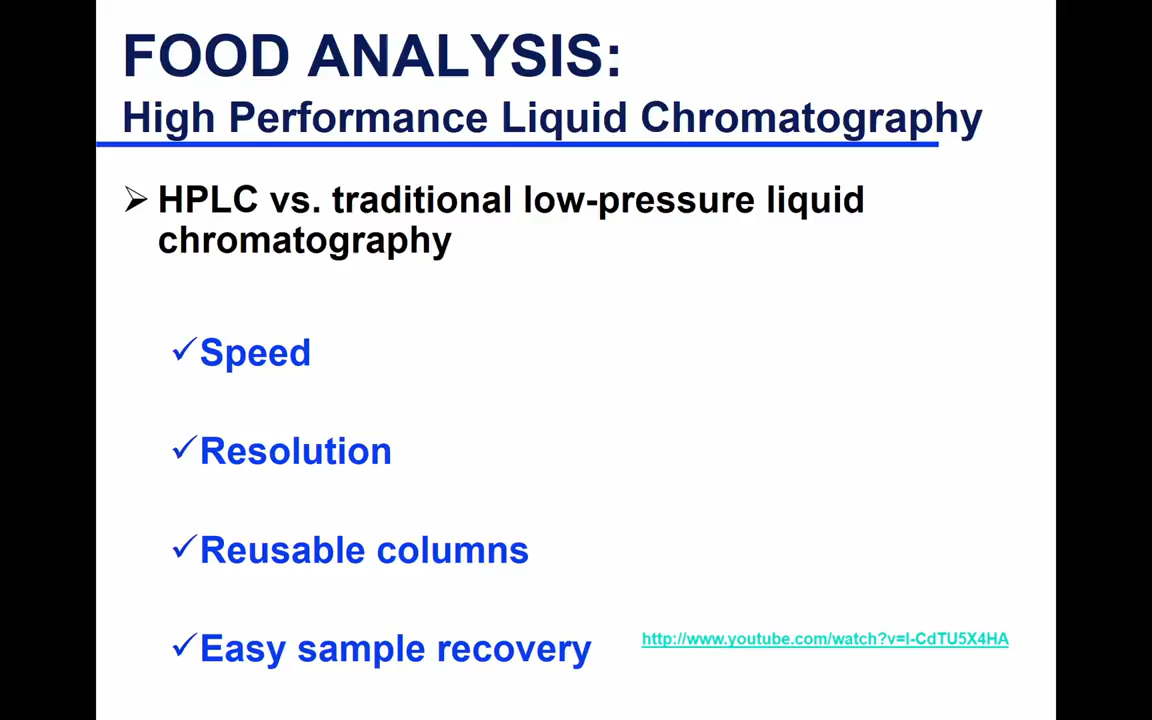 FOOD ANALYSIS:
High Performance Liquid Chromatography
HPLC vs. traditional low-pressure liquid
chromatography
Speed
Resolution
Reusable columns
Easy sample recovery
http://www.youtube.com/watch?v=I-CdTU5X4HA